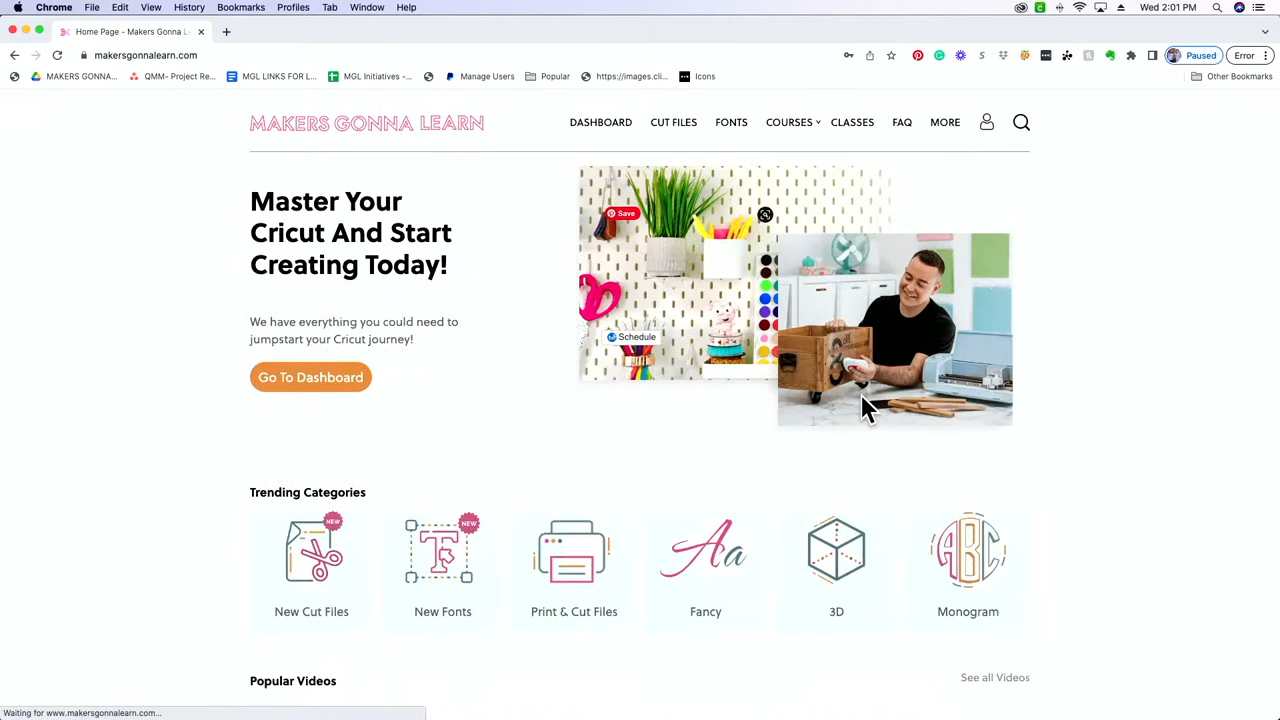 Chrome File Edit View History Bookmarks Profiles Tab Window Help Wed 2:01 PM
Home Page - Makers Gonna Le
makersgonnalearn.com Paused Error
MAKERS GONNA... QMM- Project Re... MGL LINKS FOR L... MGL Initiatives -... Manage Users Popular https://images.cli... Icons Other Bookmarks
MAKERS GONNA LEARN DASHBOARD CUT FILES FONTS COURSES CLASSES FAQ MORE
Master Your
Cricut And Start
Creating Today!
Save
We have everything you could need to
jumpstart your Cricut journey!
Schedule
Go To Dashboard
Trending Categories
NEW
NEW
T
Aa
ABC
New Cut Files New Fonts Print & Cut Files Fancy 3D Monogram
Popular Videos See all Videos
Waiting for www.makersgonnalearn.com...